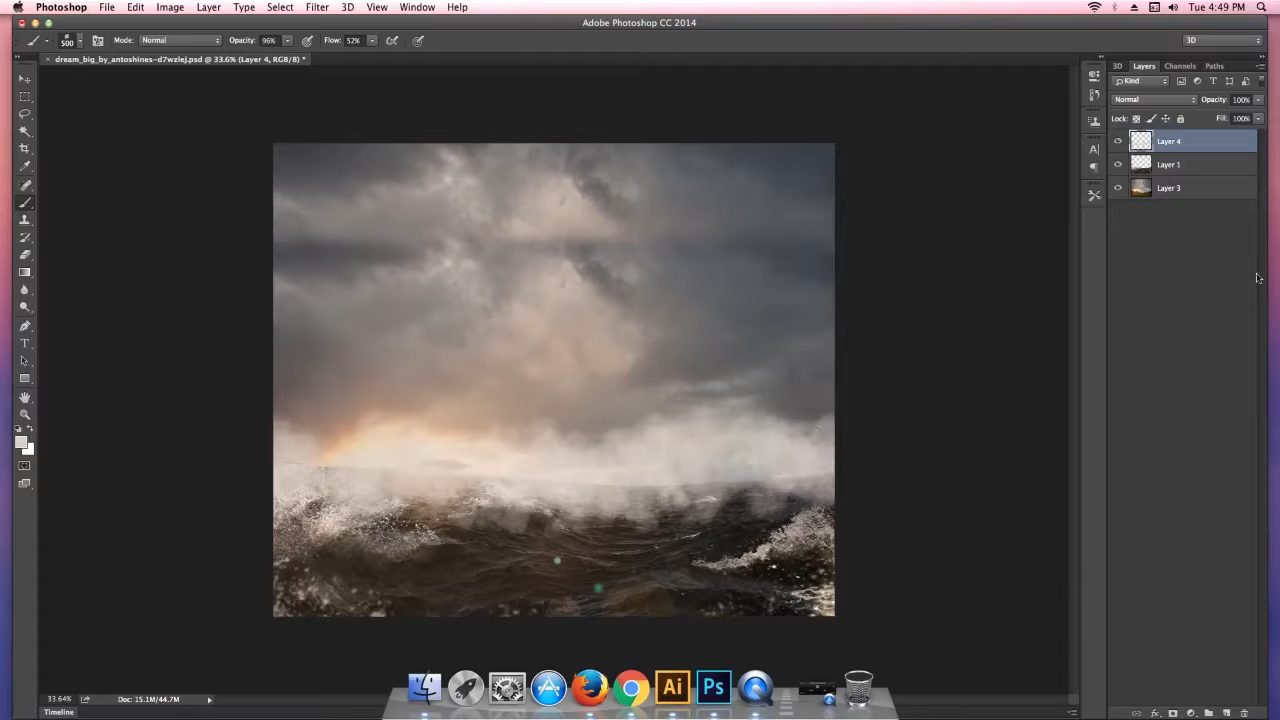 Photoshop File Edit Image Layer Type Select Filter 3D View Window Help Tue 4:49 PM
Adobe Photoshop CC 2014
500 Mode: Normal Opacity: 96% Flow: 52% 3D
dream_big_by_antoshines-d7wzlej.psd @ 33.6% (Layer 4, RGB/8) *
3D Layers Channels Paths
Kind
Normal Opacity: 100%
Lock: Fill: 100%
Layer 4
Layer 1
Layer 3
Ai Ps
33.64% Doc: 15.1M/44.7M
Timeline